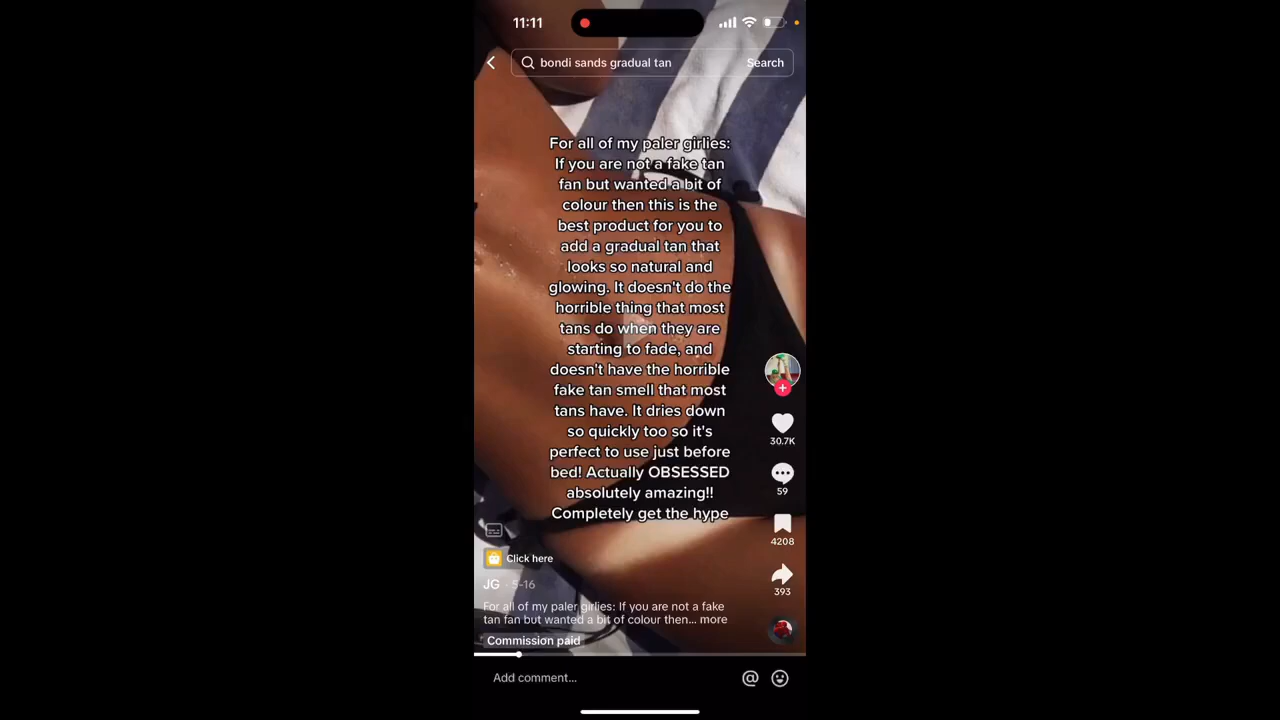 11:11
bondi sands gradual tan
Search
For all of my paler girlies:
If you are not a fake tan
fan but wanted a bit of
colour then this is the
best product for you to
add a gradual tan that
looks so natural and
glowing. It doesn't do the
horrible thing that most
tans do when they are
starting to fade, and
doesn't have the horrible
fake tan smell that most
tans have. It dries down
so quickly too so it's
perfect to use just before
bed! Actually OBSESSED
absolutely amazing!!
Completely get the hype
30.7K
59
4208
393
Click here
JG · 5-16
For all of my paler girlies: If you are not a fake
tan fan but wanted a bit of colour then... more
Commission paid
Add comment...
@